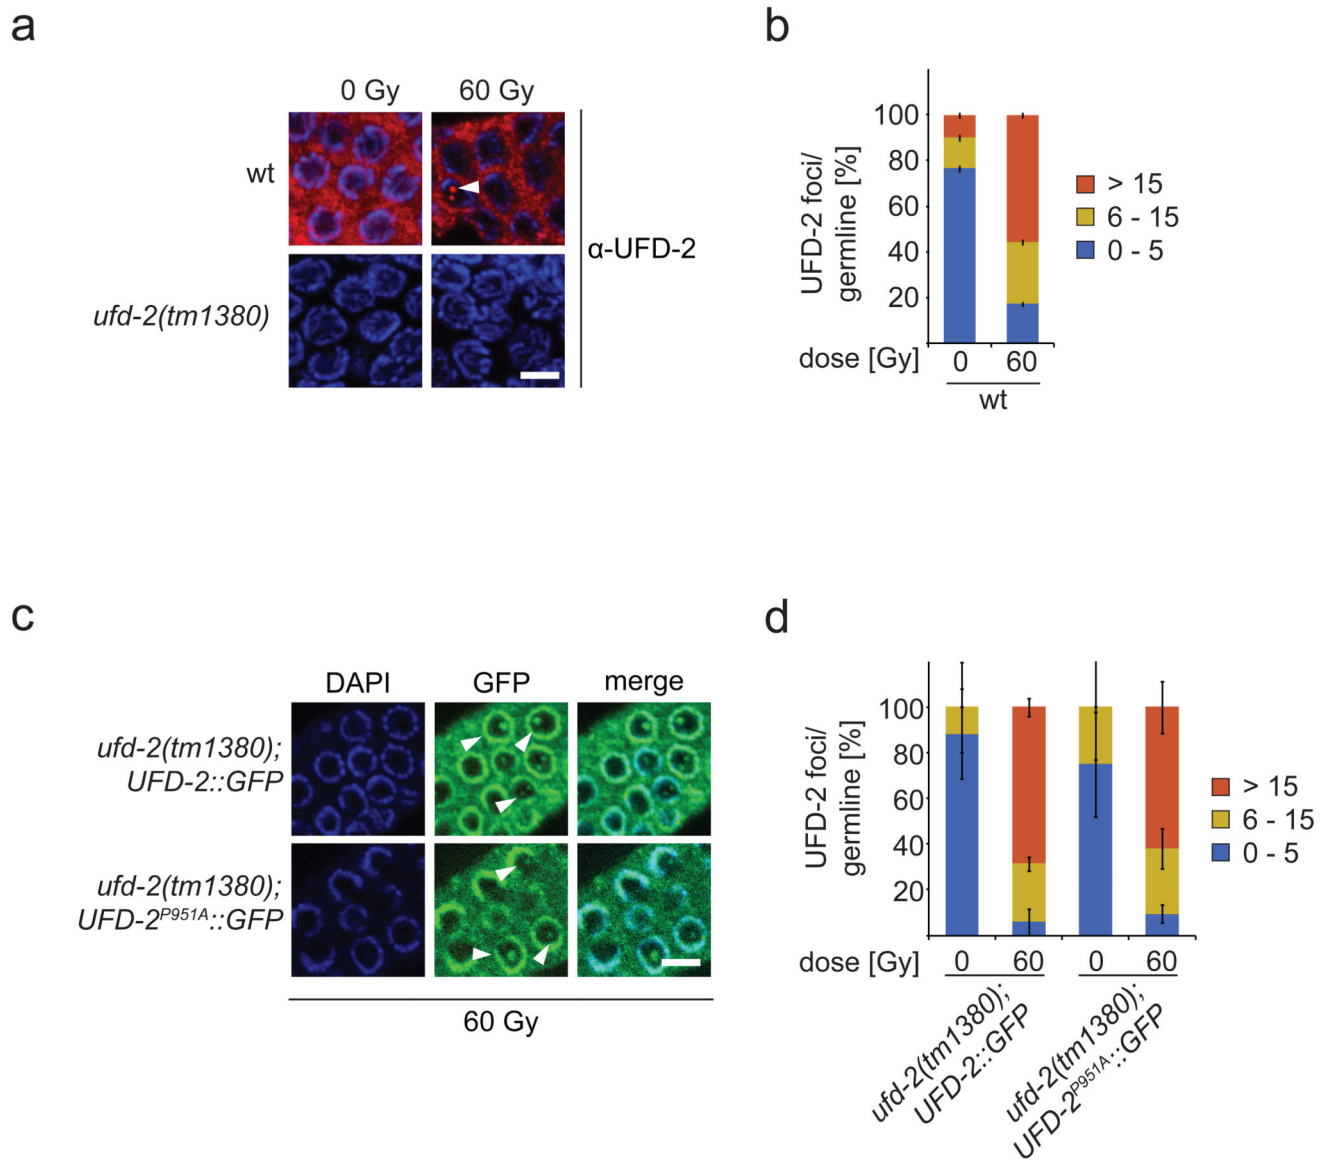 a
0 Gy 60 Gy
wt
ufd-2(tm1380)
α-UFD-2
b
UFD-2 foci/
germline [%]
100
80
60
40
20
dose [Gy] 0 60
wt
> 15
6 - 15
0 - 5
c
DAPI GFP merge
ufd-2(tm1380);
UFD-2::GFP
ufd-2(tm1380);
UFD-2P951A::GFP
60 Gy
d
UFD-2 foci/
germline [%]
100
80
60
40
20
dose [Gy] 0 60 0 60
ufd-2(tm1380);
UFD-2::GFP
ufd-2(tm1380);
UFD-2P951A::GFP
> 15
6 - 15
0 - 5